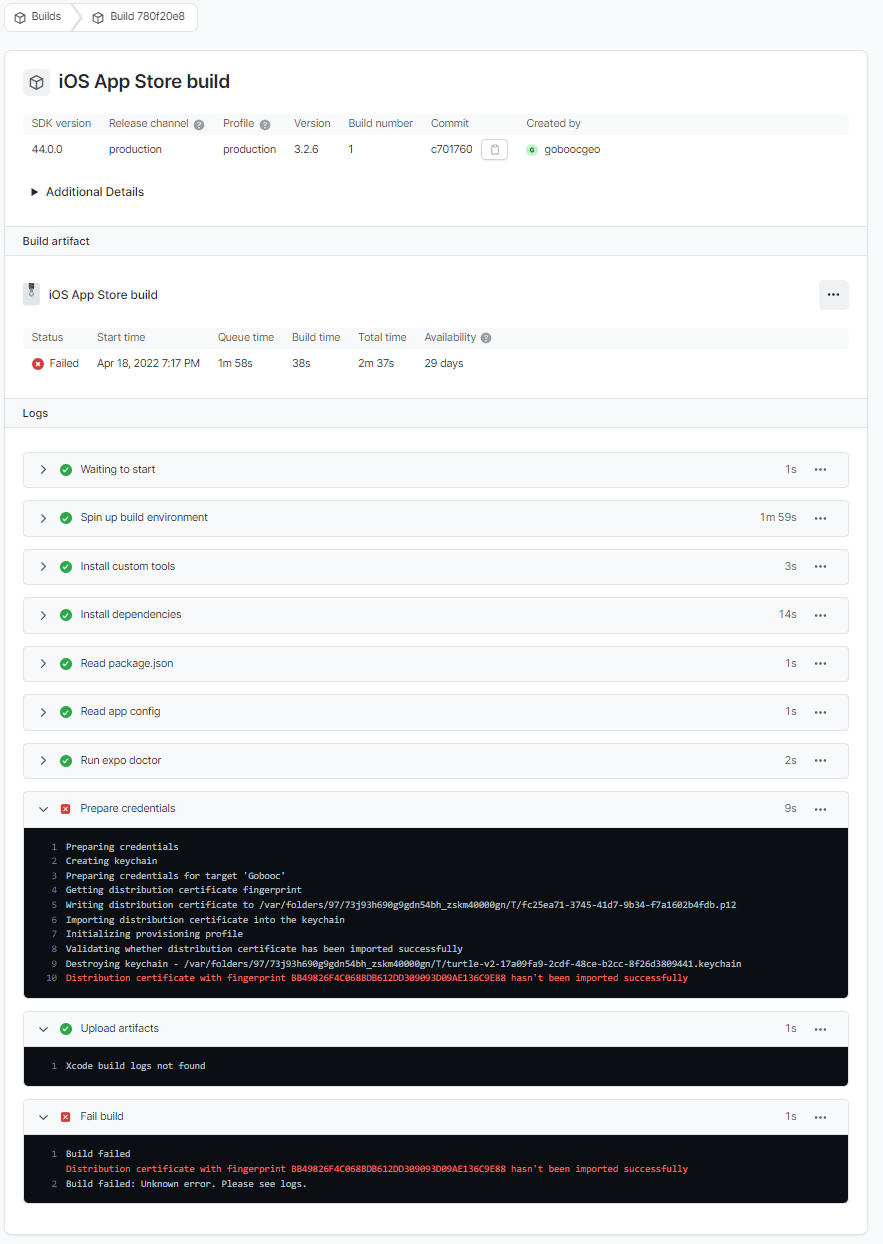 Builds Build 780f20e8
iOS App Store build
SDK version Release channel ? Profile ? Version Build number Commit Created by
44.0.0 production production 3.2.6 1 c701760 G goboocgeo
Additional Details
Build artifact
iOS App Store build
Status Start time Queue time Build time Total time Availability ?
Failed Apr 18, 2022 7:17 PM 1m 58s 38s 2m 37s 29 days
Logs
Waiting to start 1s
Spin up build environment 1m 59s
Install custom tools 3s
Install dependencies 14s
Read package.json 1s
Read app config 1s
Run expo doctor 2s
Prepare credentials 9s
1 Preparing credentials
2 Creating keychain
3 Preparing credentials for target 'Gobooc'
4 Getting distribution certificate fingerprint
5 Writing distribution certificate to /var/folders/97/73j93h690g9gdn54bh_zskm40000gn/T/fc25ea71-3745-41d7-9b34-f7a1602b4fdb.p12
6 Importing distribution certificate into the keychain
7 Initializing provisioning profile
8 Validating whether distribution certificate has been imported successfully
9 Destroying keychain - /var/folders/97/73j93h690g9gdn54bh_zskm40000gn/T/turtle-v2-17a09fa9-2cdf-48ce-b2cc-8f26d3809441.keychain
10 Distribution certificate with fingerprint BB49826F4C068BDB612DD309093D09AE136C9E88 hasn't been imported successfully
Upload artifacts 1s
1 Xcode build logs not found
Fail build 1s
1 Build failed
Distribution certificate with fingerprint BB49826F4C068BDB612DD309093D09AE136C9E88 hasn't been imported successfully
2 Build failed: Unknown error. Please see logs.